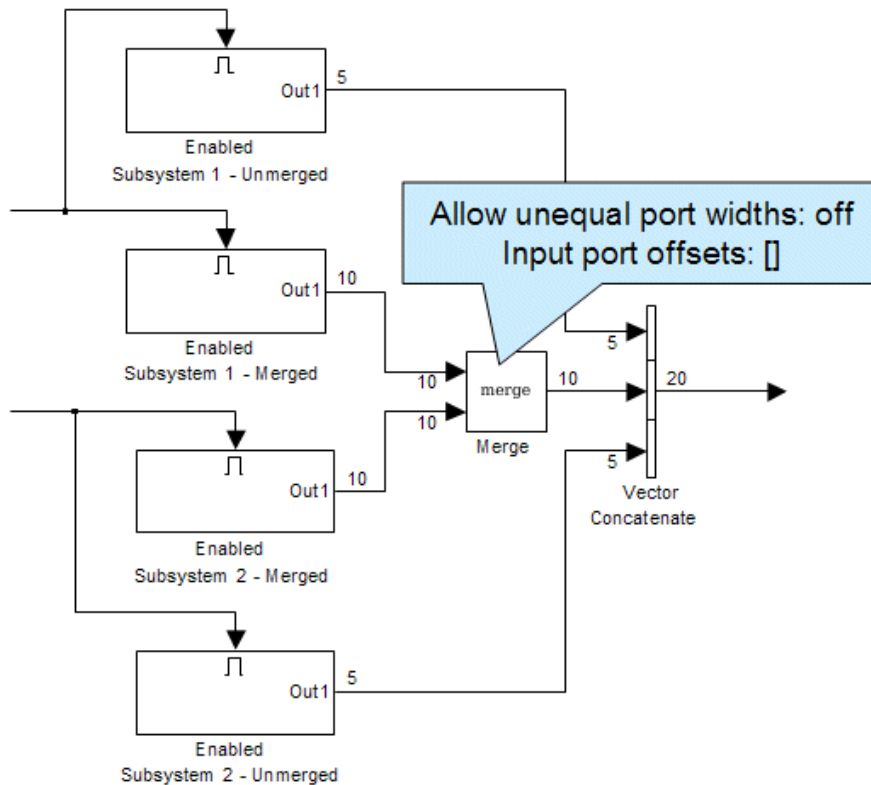 Out1
5
Enabled
Subsystem 1 - Unmerged
Allow unequal port widths: off
Input port offsets: []
Out1
10
Enabled
Subsystem 1 - Merged
5
10
merge
10
20
10
Merge
Out1
10
5
Vector
Concatenate
Enabled
Subsystem 2 - Merged
Out1
5
Enabled
Subsystem 2 - Unmerged